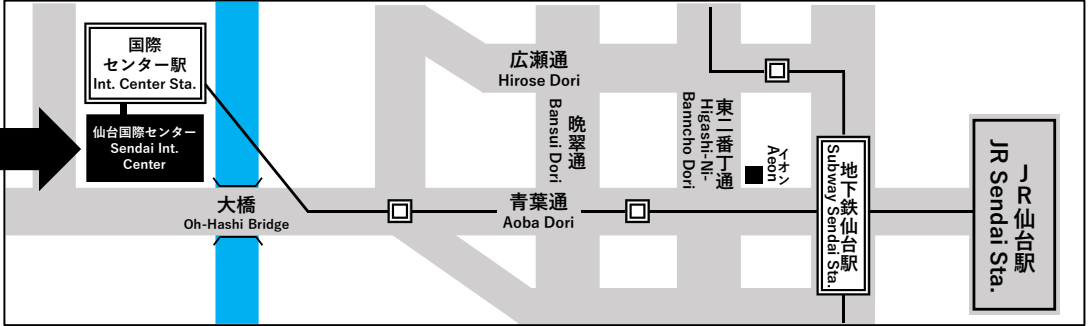 国際
センター駅
Int. Center Sta.
仙台国際センター
Sendai Int.
Center
大橋
Oh-Hashi Bridge
広瀬通
Hirose Dori
晩翠通
Bansui Dori
青葉通
Aoba Dori
東二番丁通
Higashi-Ni-
Banncho Dori
イオン
Aeon
地下鉄仙台駅
Subway Sendai Sta.
JR仙台駅
JR Sendai Sta.